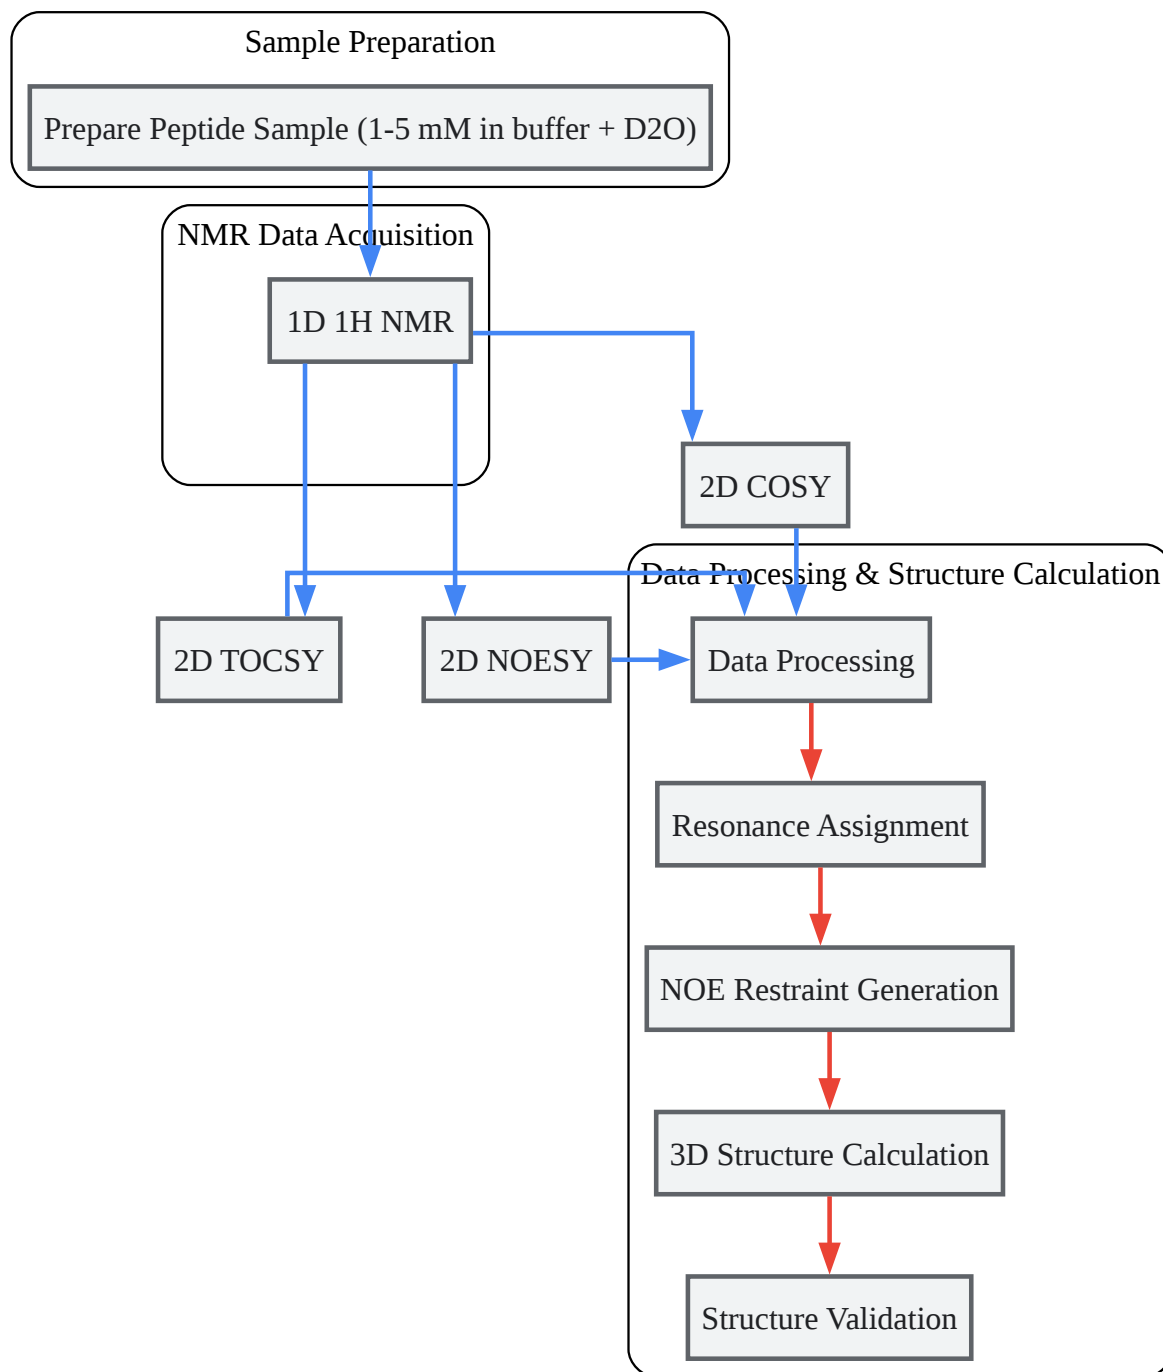 Sample Preparation
Prepare Peptide Sample (1-5 mM in buffer + D2O)
NMR Data Acquisition
1D 1H NMR
2D COSY
Data Processing & Structure Calculation
2D TOCSY
2D NOESY
Data Processing
Resonance Assignment
NOE Restraint Generation
3D Structure Calculation
Structure Validation